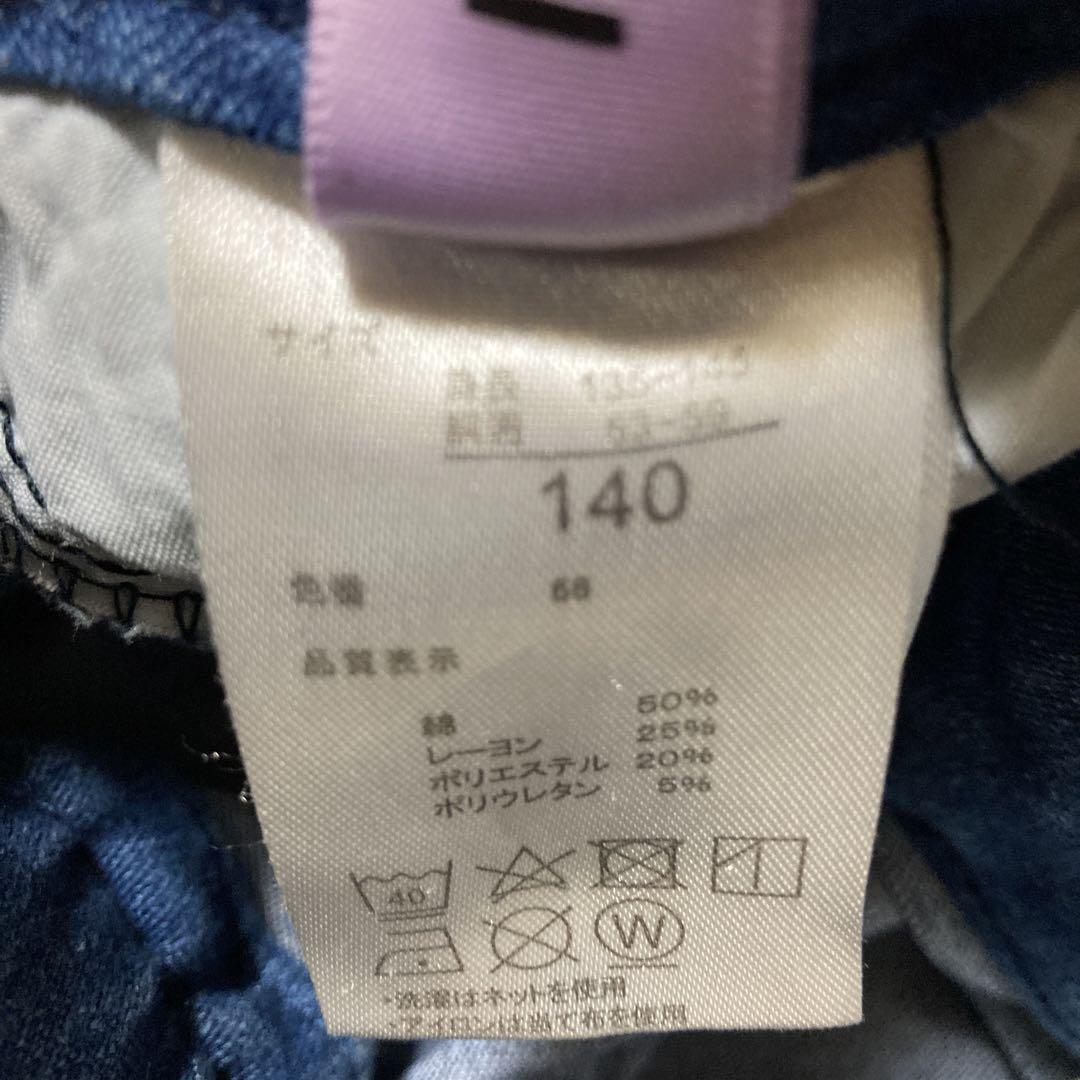 サイズ
身長 135-145
胴囲 53-59
140
色番 68
品質表示
綿 50%
レーヨン 25%
ポリエステル 20%
ポリウレタン 5%
40
W
・洗濯はネットを使用
・アイロンは当て布を使用